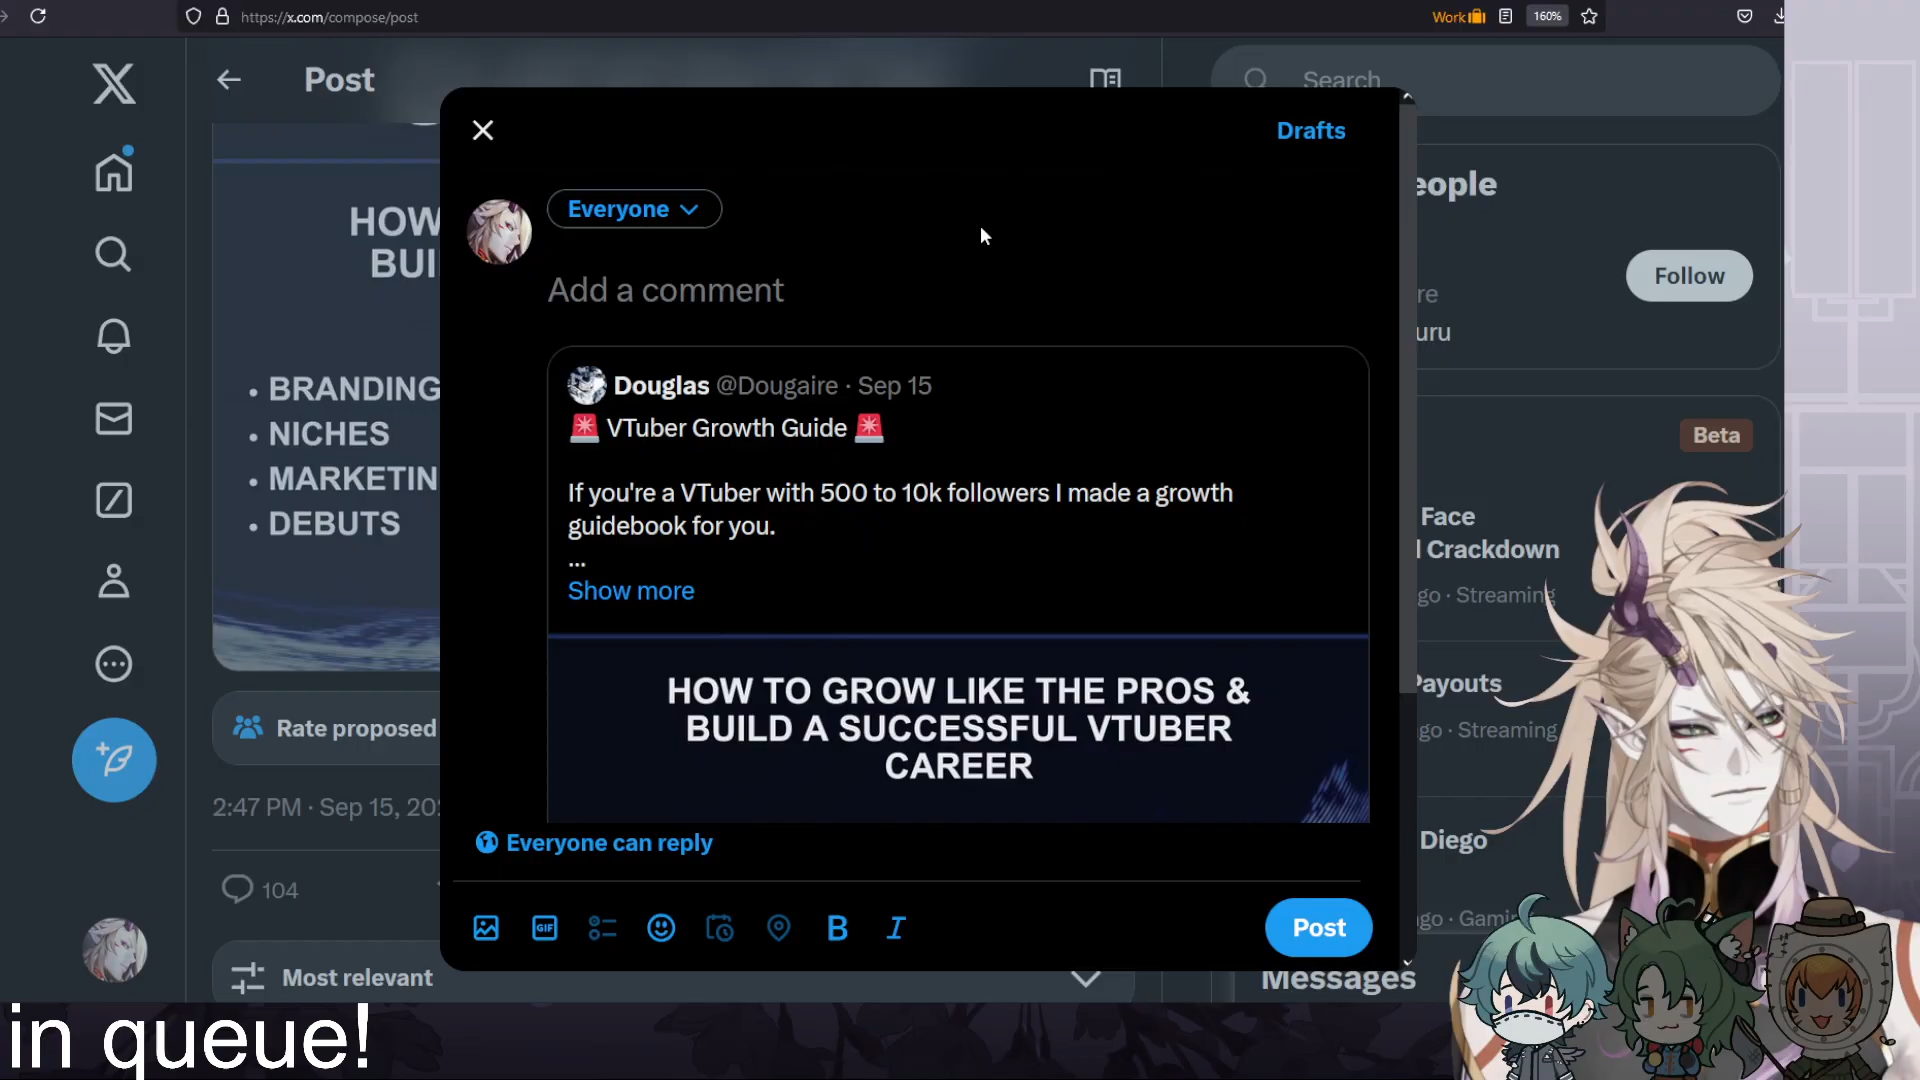 https://x.com/compose/post
Work
160%
Post
Search
Drafts
Everyone
Add a comment
Douglas @Dougaire · Sep 15
🚨 VTuber Growth Guide 🚨
If you're a VTuber with 500 to 10k followers I made a growth
guidebook for you.
...
Show more
HOW TO GROW LIKE THE PROS &
BUILD A SUCCESSFUL VTUBER
CAREER
Everyone can reply
GIF
B
I
Post
HOW
BUI
• BRANDING
• NICHES
• MARKETIN
• DEBUTS
Rate proposed
2:47 PM · Sep 15, 20
104
Most relevant
eople
Follow
re
uru
Beta
Face
Crackdown
go · Streaming
Payouts
go · Streaming
Diego
go · Gami
Messages
in queue!